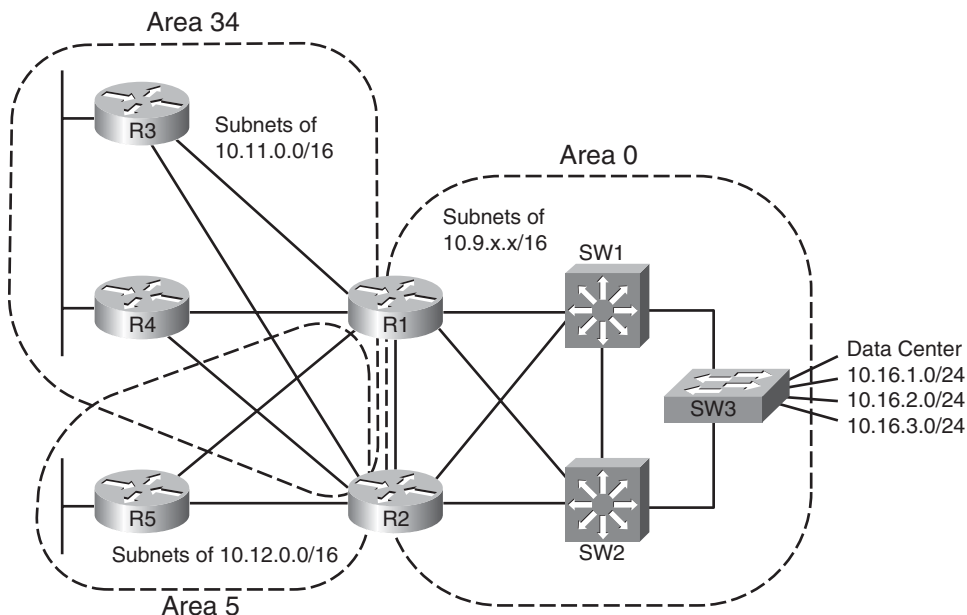 Area 34
R3
Subnets of
10.11.0.0/16
Area 0
Subnets of
10.9.x.x/16
SW1
R4
R1
Data Center
10.16.1.0/24
10.16.2.0/24
10.16.3.0/24
SW3
R5
R2
SW2
Subnets of 10.12.0.0/16
Area 5